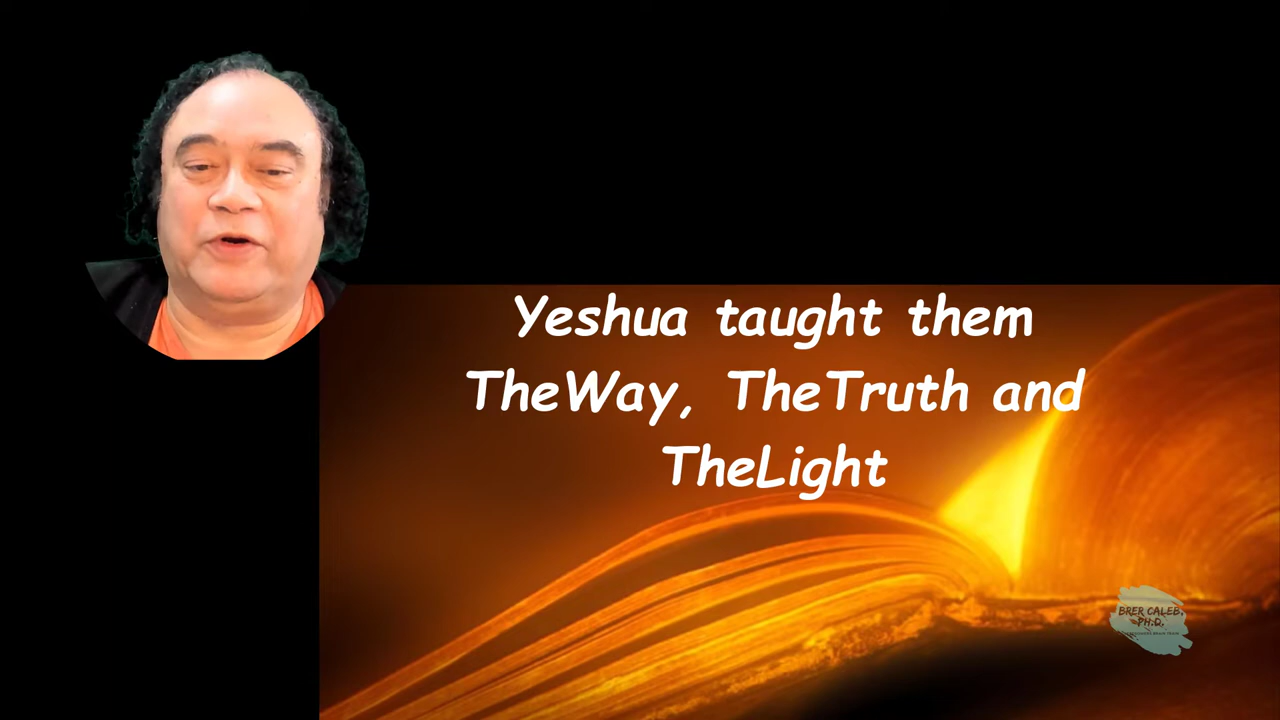 Yeshua taught them
TheWay, TheTruth and
TheLight
BRER CALEB,
PH.D.